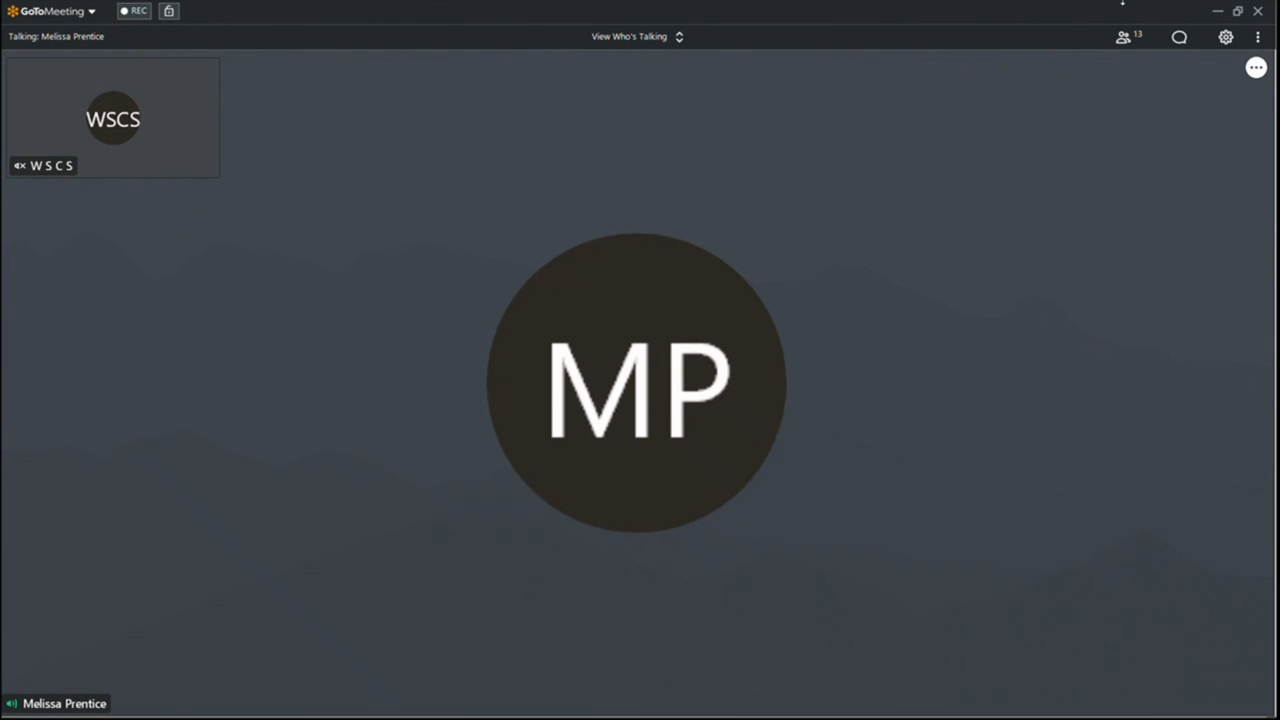 GoToMeeting
REC
Talking: Melissa Prentice
View Who's Talking
13
WSCS
W S C S
MP
Melissa Prentice